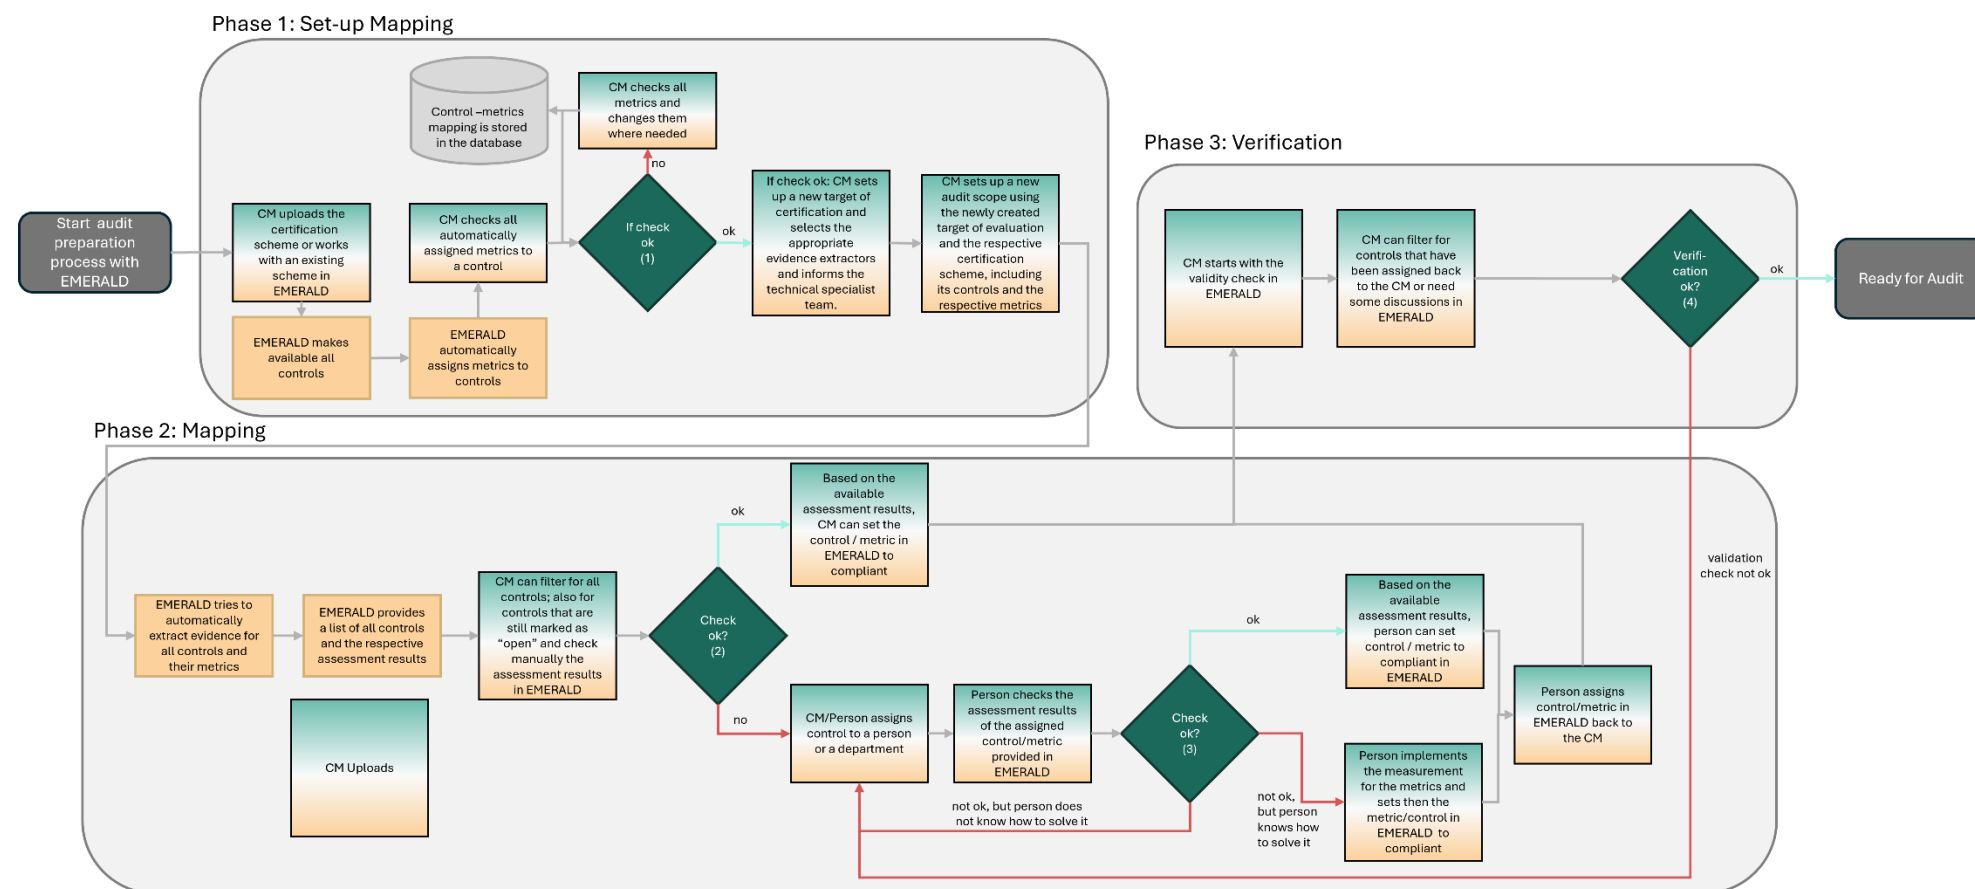 Phase 1: Set-up Mapping
Control –metrics
mapping is stored
in the database
CM checks all
metrics and
changes them
where needed
no
Start audit
preparation
process with
EMERALD
CM uploads the
certification
scheme or works
with an existing
scheme in
EMERALD
CM checks all
automatically
assigned metrics to
a control
If check
ok
(1)
ok
If check ok: CM sets
up a new target of
certification and
selects the
appropriate
evidence extractors
and informs the
technical specialist
team.
CM sets up a new
audit scope using
the newly created
target of evaluation
and the respective
certification
scheme, including
its controls and the
respective metrics
EMERALD makes
available all
controls
EMERALD
automatically
assigns metrics to
controls
Phase 3: Verification
CM starts with the
validity check in
EMERALD
CM can filter for
controls that have
been assigned back
to the CM or need
some discussions in
EMERALD
Verifi-
cation
ok?
(4)
ok
Ready for Audit
validation
check not ok
Phase 2: Mapping
EMERALD tries to
automatically
extract evidence for
all controls and
their metrics
EMERALD provides
a list of all controls
and the respective
assessment results
CM can filter for all
controls; also for
controls that are
still marked as
“open” and check
manually the
assessment results
in EMERALD
Check
ok?
(2)
ok
Based on the
available
assessment results,
CM can set the
control / metric in
EMERALD to
compliant
no
CM/Person assigns
control to a person
or a department
Person checks the
assessment results
of the assigned
control/metric
provided in
EMERALD
Check
ok?
(3)
ok
Based on the
available
assessment results,
person can set
control / metric to
compliant in
EMERALD
not ok, but person does
not know how to solve it
not ok,
but person
knows how
to solve it
Person implements
the measurement
for the metrics and
sets then the
metric/control in
EMERALD to
compliant
Person assigns
control/metric in
EMERALD back to
the CM
CM Uploads